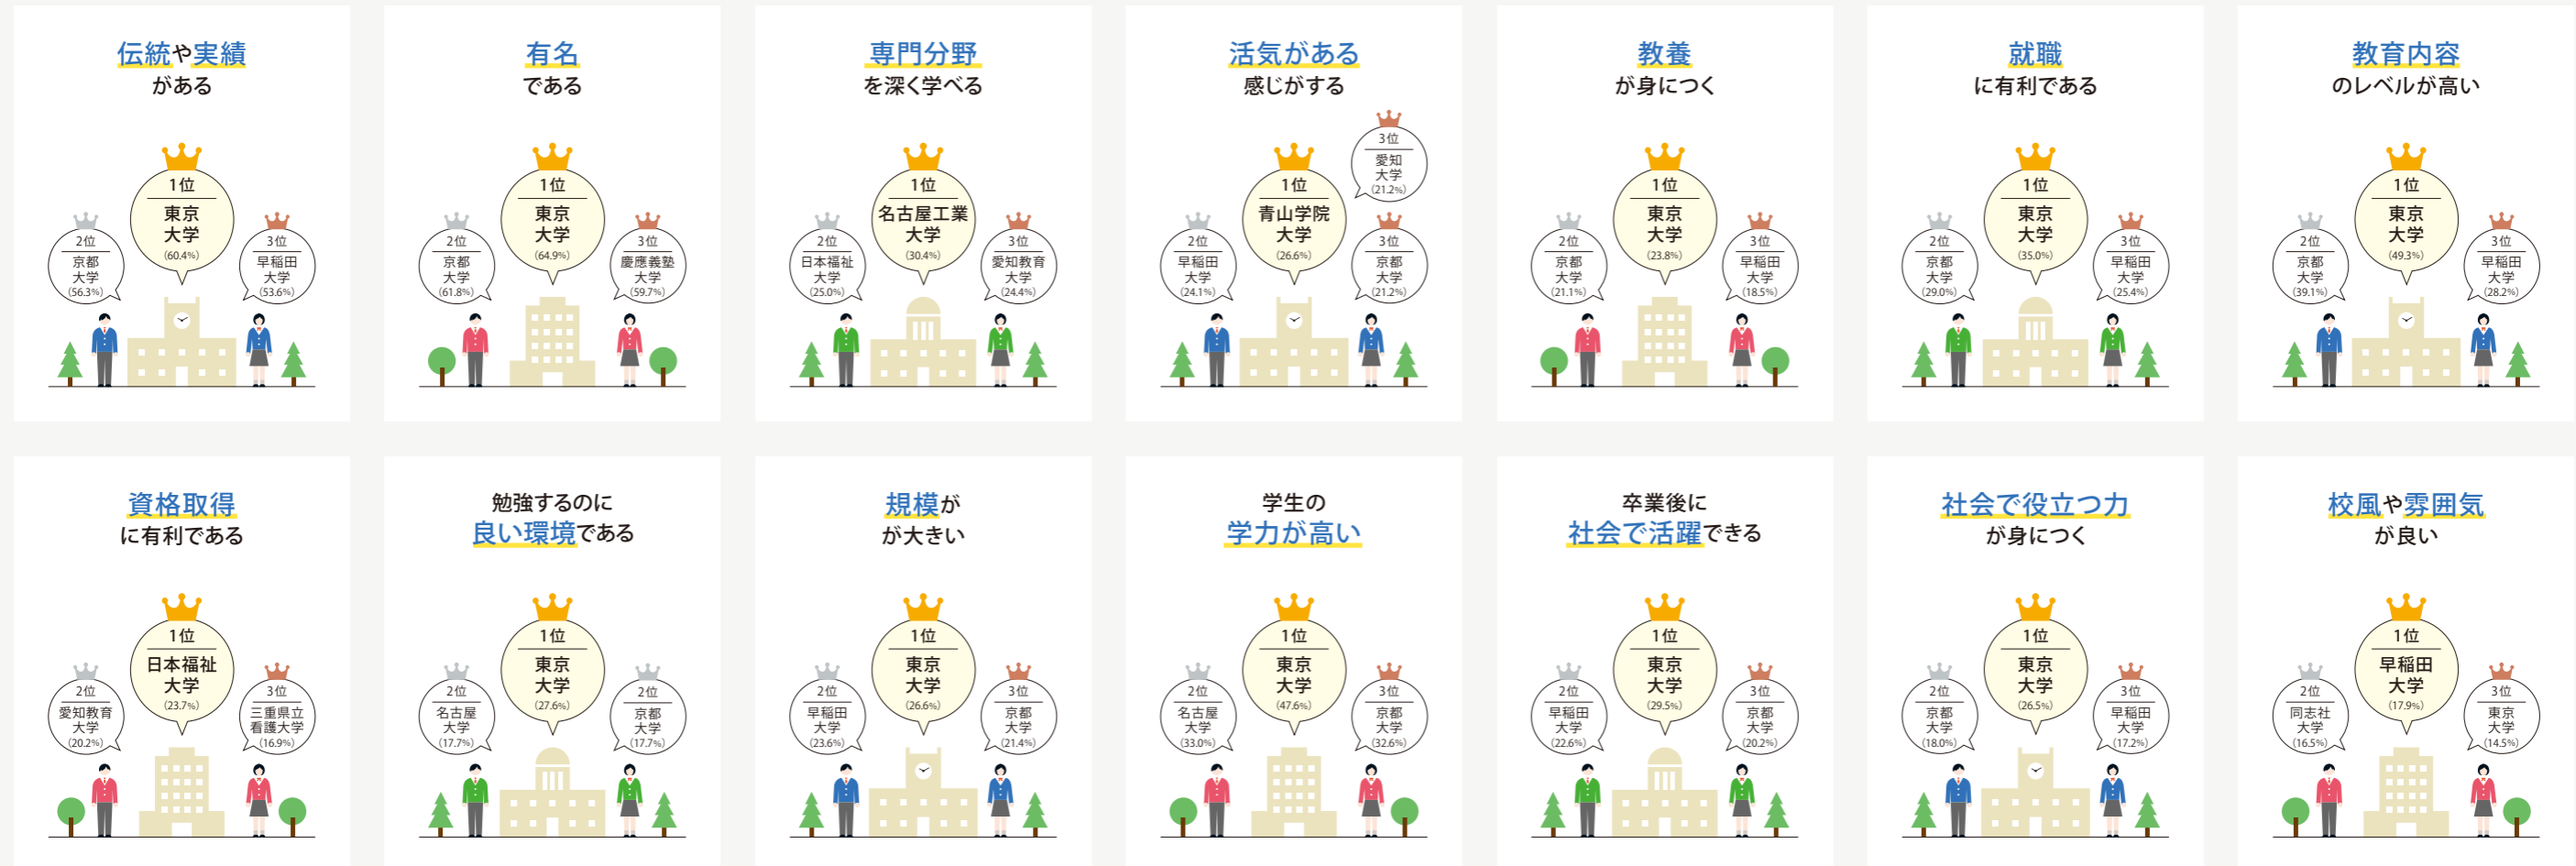 伝統や実績
がある
1位
東京
大学
(60.4%)
2位
京都
大学
(56.3%)
3位
早稲田
大学
(53.6%)
有名
である
1位
東京
大学
(64.9%)
2位
京都
大学
(61.8%)
3位
慶應義塾
大学
(59.7%)
専門分野
を深く学べる
1位
名古屋工業
大学
(30.4%)
2位
日本福祉
大学
(25.0%)
3位
愛知教育
大学
(24.4%)
活気がある
感じがする
1位
青山学院
大学
(26.6%)
2位
早稲田
大学
(24.1%)
3位
愛知
大学
(21.2%)
3位
京都
大学
(21.2%)
教養
が身につく
1位
東京
大学
(23.8%)
2位
京都
大学
(21.1%)
3位
早稲田
大学
(18.5%)
就職
に有利である
1位
東京
大学
(35.0%)
2位
京都
大学
(29.0%)
3位
早稲田
大学
(25.4%)
教育内容
のレベルが高い
1位
東京
大学
(49.3%)
2位
京都
大学
(39.1%)
3位
早稲田
大学
(28.2%)
資格取得
に有利である
1位
日本福祉
大学
(23.7%)
2位
愛知教育
大学
(20.2%)
3位
三重県立
看護大学
(16.9%)
勉強するのに
良い環境である
1位
東京
大学
(27.6%)
2位
名古屋
大学
(17.7%)
2位
京都
大学
(17.7%)
規模が
が大きい
1位
東京
大学
(26.6%)
2位
早稲田
大学
(23.6%)
3位
京都
大学
(21.4%)
学生の
学力が高い
1位
東京
大学
(47.6%)
2位
名古屋
大学
(33.0%)
3位
京都
大学
(32.6%)
卒業後に
社会で活躍できる
1位
東京
大学
(29.5%)
2位
早稲田
大学
(22.6%)
3位
京都
大学
(20.2%)
社会で役立つ力
が身につく
1位
東京
大学
(26.5%)
2位
京都
大学
(18.0%)
3位
早稲田
大学
(17.2%)
校風や雰囲気
が良い
1位
早稲田
大学
(17.9%)
2位
同志社
大学
(16.5%)
3位
東京
大学
(14.5%)